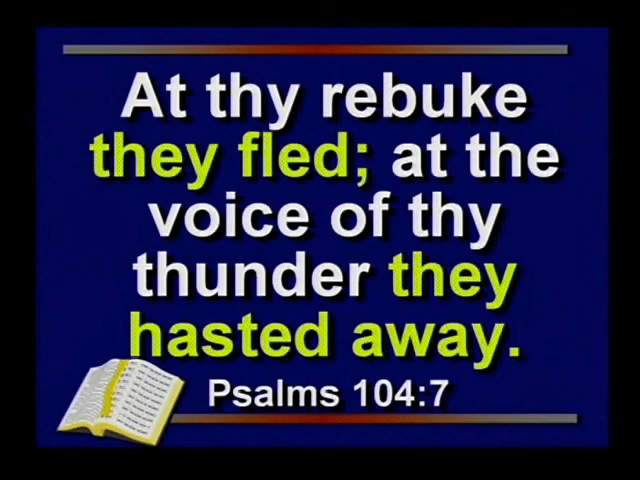 At thy rebuke
they fled; at the
voice of thy
thunder they
hasted away.
Psalms 104:7